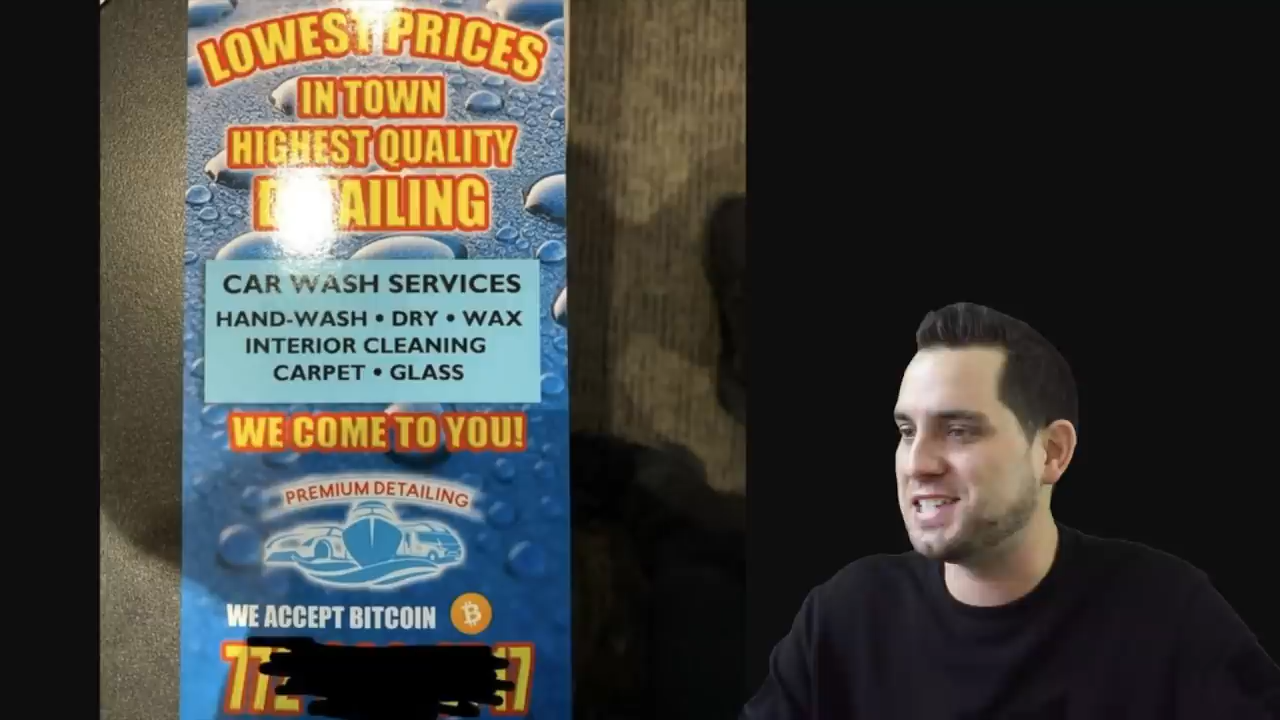 LOWEST PRICES
IN TOWN
HIGHEST QUALITY
DETAILING
CAR WASH SERVICES
HAND-WASH • DRY • WAX
INTERIOR CLEANING
CARPET • GLASS
WE COME TO YOU!
PREMIUM DETAILING
WE ACCEPT BITCOIN ₿